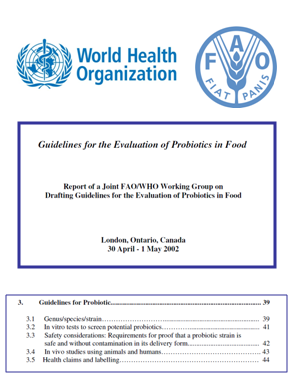 World Health
Organization
F A O
FIAT PANIS
Guidelines for the Evaluation of Probiotics in Food
Report of a Joint FAO/WHO Working Group on
Drafting Guidelines for the Evaluation of Probiotics in Food
London, Ontario, Canada
30 April - 1 May 2002
3. Guidelines for Probiotic.......................................................................... 39
3.1 Genus/species/strain........................................................................ 39
3.2 In vitro tests to screen potential probiotics…………..................................... 41
3.3 Safety considerations: Requirements for proof that a probiotic strain is
safe and without contamination in its delivery form..................................... 42
3.4 In vivo studies using animals and humans……………………………………….. 43
3.5 Health claims and labelling………………………………………………………... 44